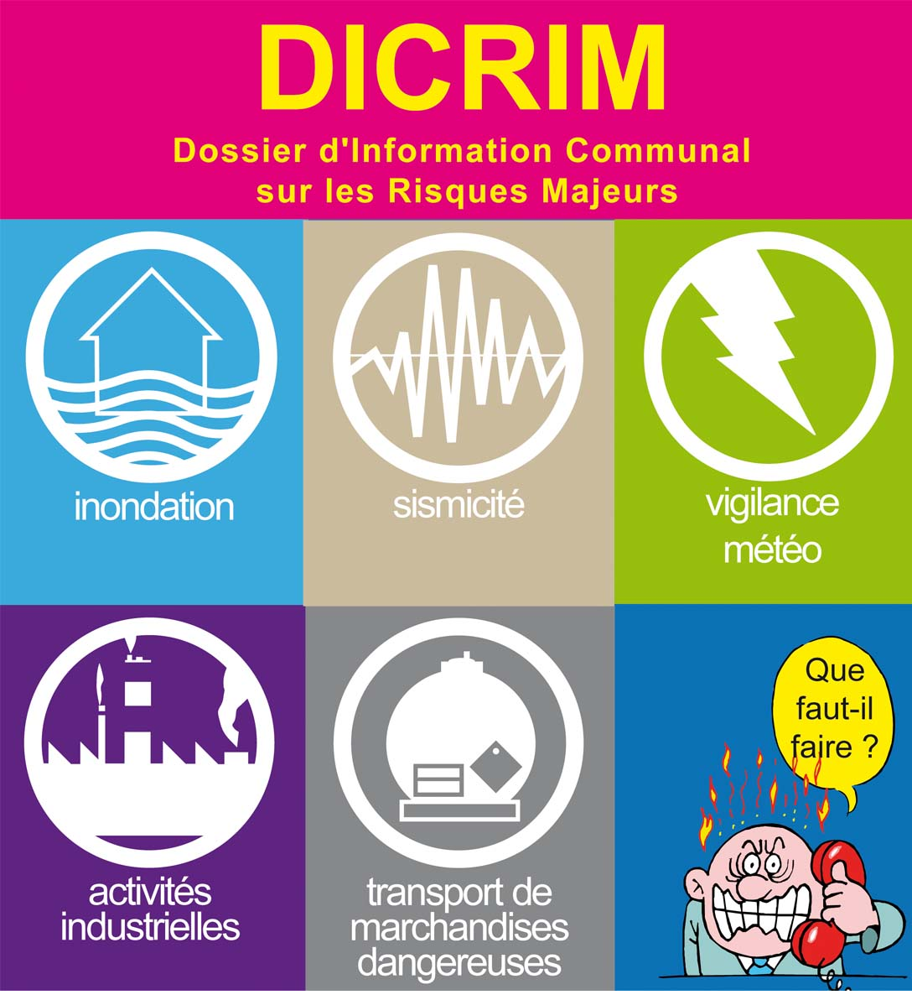 DICRIM
Dossier d'Information Communal
sur les Risques Majeurs
inondation
sismicité
vigilance
météo
activités
industrielles
transport de
marchandises
dangereuses
Que
faut-il
faire ?